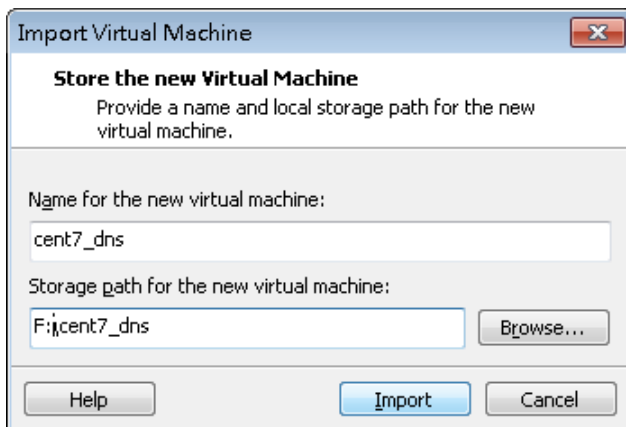 Import Virtual Machine
Store the new Virtual Machine
Provide a name and local storage path for the new
virtual machine.
Name for the new virtual machine:
cent7_dns
Storage path for the new virtual machine:
F:\cent7_dns
Browse...
Help
Import
Cancel